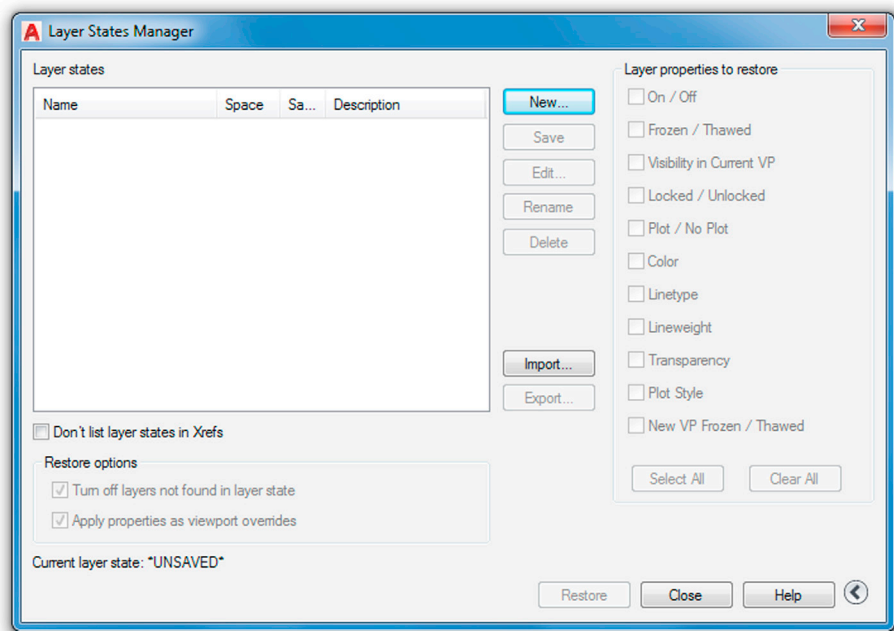 Layer States Manager
Layer states
Name Space Sa... Description
New...
Save
Edit...
Rename
Delete
Import...
Export...
Don't list layer states in Xrefs
Restore options
Turn off layers not found in layer state
Apply properties as viewport overrides
Current layer state: *UNSAVED*
Layer properties to restore
On / Off
Frozen / Thawed
Visibility in Current VP
Locked / Unlocked
Plot / No Plot
Color
Linetype
Lineweight
Transparency
Plot Style
New VP Frozen / Thawed
Select All Clear All
Restore Close Help